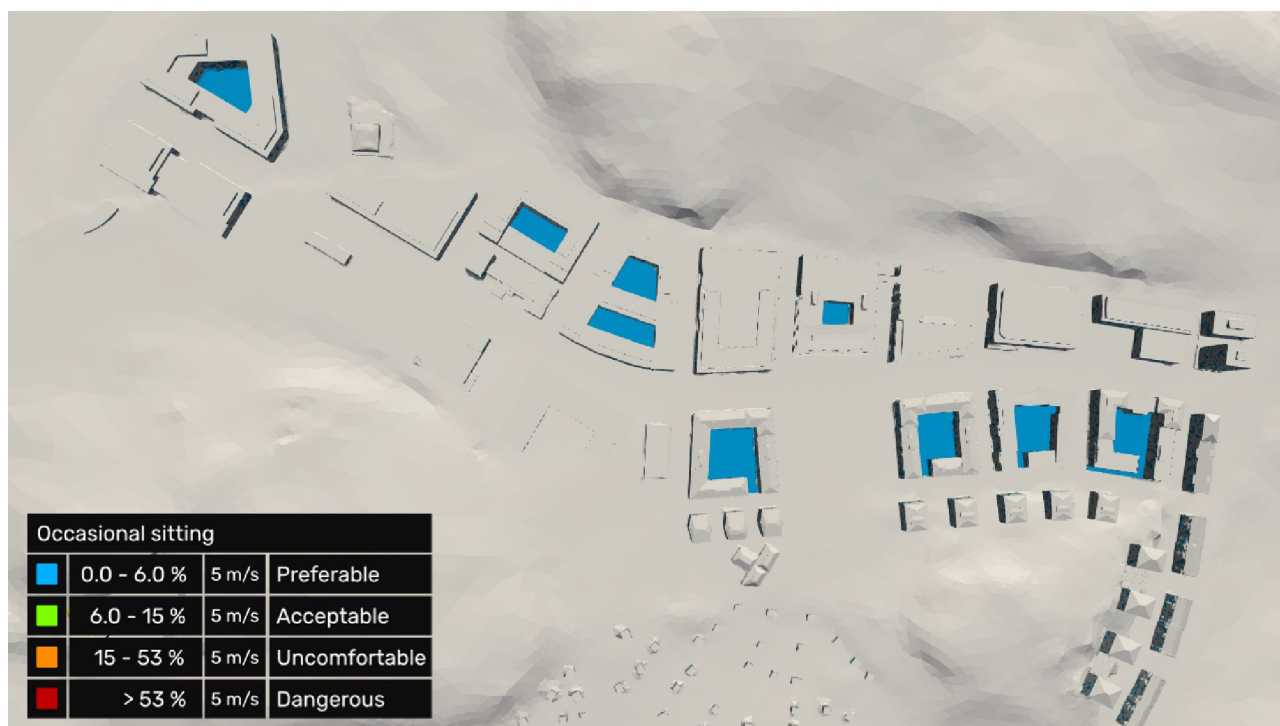 Occasional sitting
0.0 - 6.0 % 5 m/s Preferable
6.0 - 15 % 5 m/s Acceptable
15 - 53 % 5 m/s Uncomfortable
> 53 % 5 m/s Dangerous